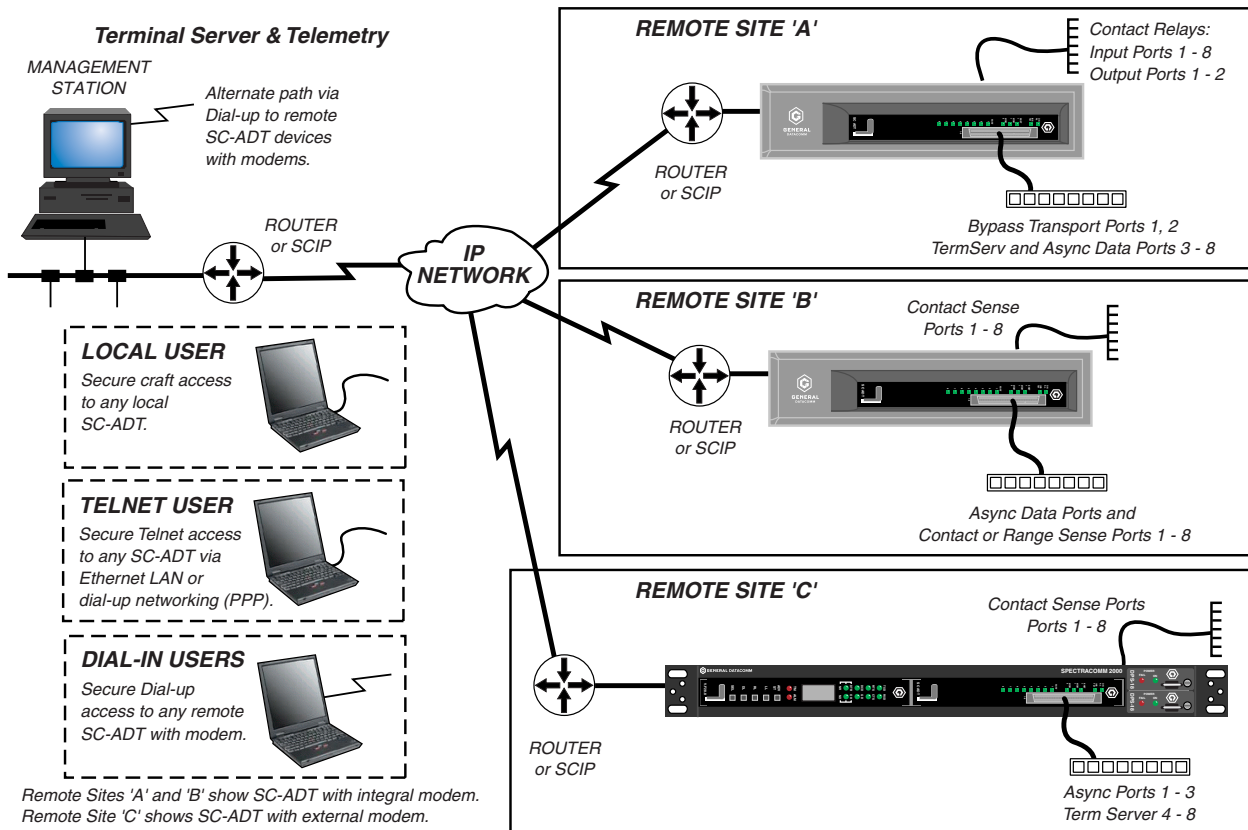 Terminal Server & Telemetry
MANAGEMENT
STATION
Alternate path via
Dial-up to remote
SC-ADT devices
with modems.
ROUTER
or SCIP
IP
NETWORK
LOCAL USER
Secure craft access
to any local
SC-ADT.
TELNET USER
Secure Telnet access
to any SC-ADT via
Ethernet LAN or
dial-up networking (PPP).
DIAL-IN USERS
Secure Dial-up
access to any remote
SC-ADT with modem.
Remote Sites 'A' and 'B' show SC-ADT with integral modem.
Remote Site 'C' shows SC-ADT with external modem.
REMOTE SITE 'A'
Contact Relays:
Input Ports 1 - 8
Output Ports 1 - 2
ROUTER
or SCIP
GENERAL
DATACOMM
Bypass Transport Ports 1, 2
TermServ and Async Data Ports 3 - 8
REMOTE SITE 'B'
Contact Sense
Ports 1 - 8
ROUTER
or SCIP
GENERAL
DATACOMM
Async Data Ports and
Contact or Range Sense Ports 1 - 8
REMOTE SITE 'C'
Contact Sense Ports
Ports 1 - 8
GENERAL DATACOMM
SPECTRACOMM 2000
ROUTER
or SCIP
Async Ports 1 - 3
Term Server 4 - 8